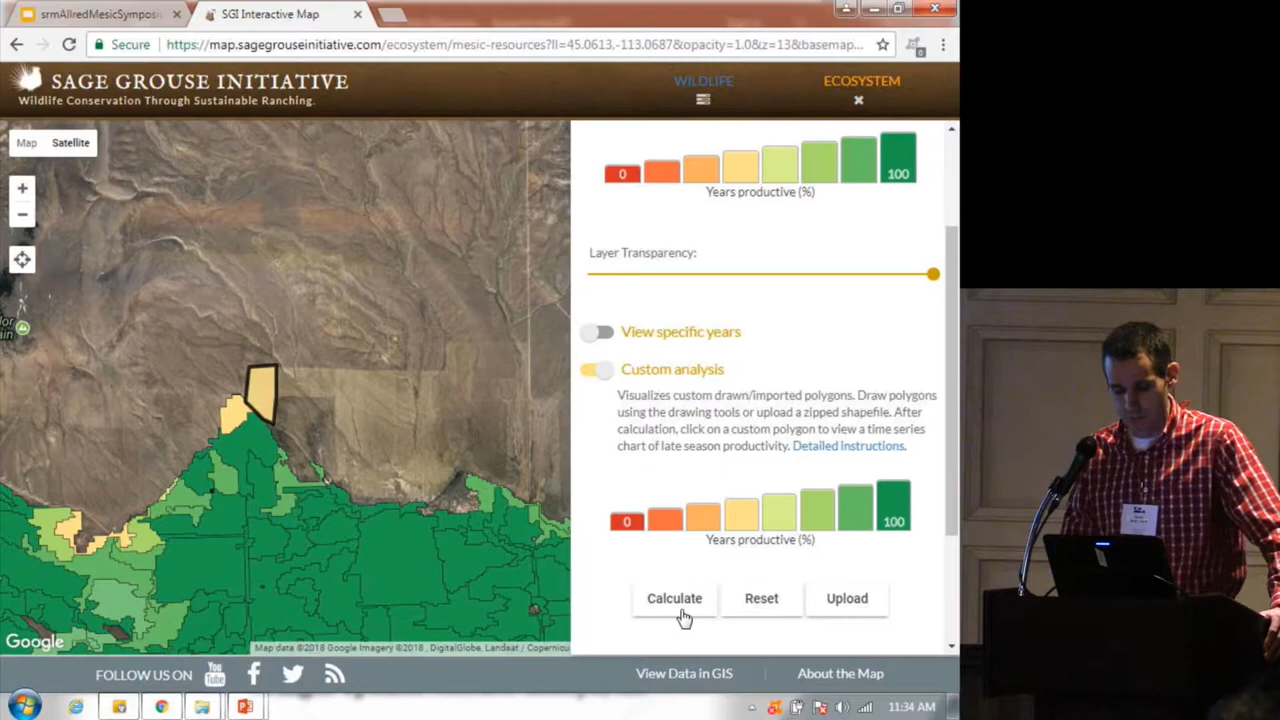 srmAllredMesicSympos
SGI Interactive Map
Secure
https://map.sagegrouseinitiative.com/ecosystem/mesic-resources?ll=45.0613,-113.0687&opacity=1.0&z=13&basemap...
0
SAGE GROUSE INITIATIVE
Wildlife Conservation Through Sustainable Ranching.
WILDLIFE
ECOSYSTEM
Map
Satellite
0
100
Years productive (%)
Layer Transparency:
View specific years
Custom analysis
Visualizes custom drawn/imported polygons. Draw polygons
using the drawing tools or upload a zipped shapefile. After
calculation, click on a custom polygon to view a time series
chart of late season productivity. Detailed instructions.
0
100
Years productive (%)
Calculate
Reset
Upload
Google
Map data ©2018 Google Imagery ©2018 , DigitalGlobe, Landsat / Copernicu
FOLLOW US ON
You
Tube
View Data in GIS
About the Map
11:34 AM